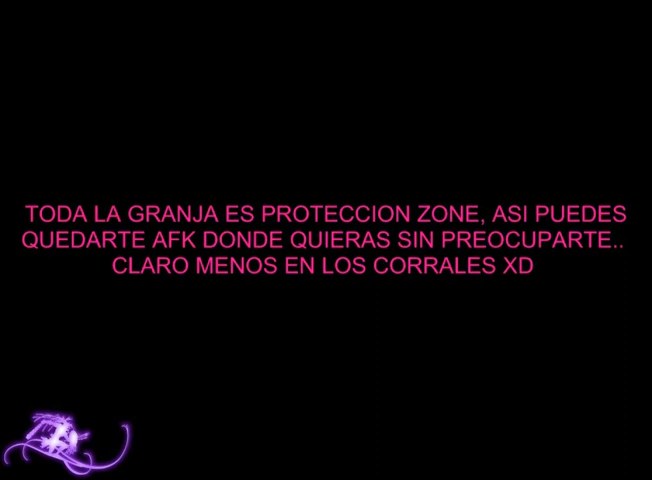 TODA LA GRANJA ES PROTECCION ZONE, ASI PUEDES
QUEDARTE AFK DONDE QUIERAS SIN PREOCUPARTE..
CLARO MENOS EN LOS CORRALES XD